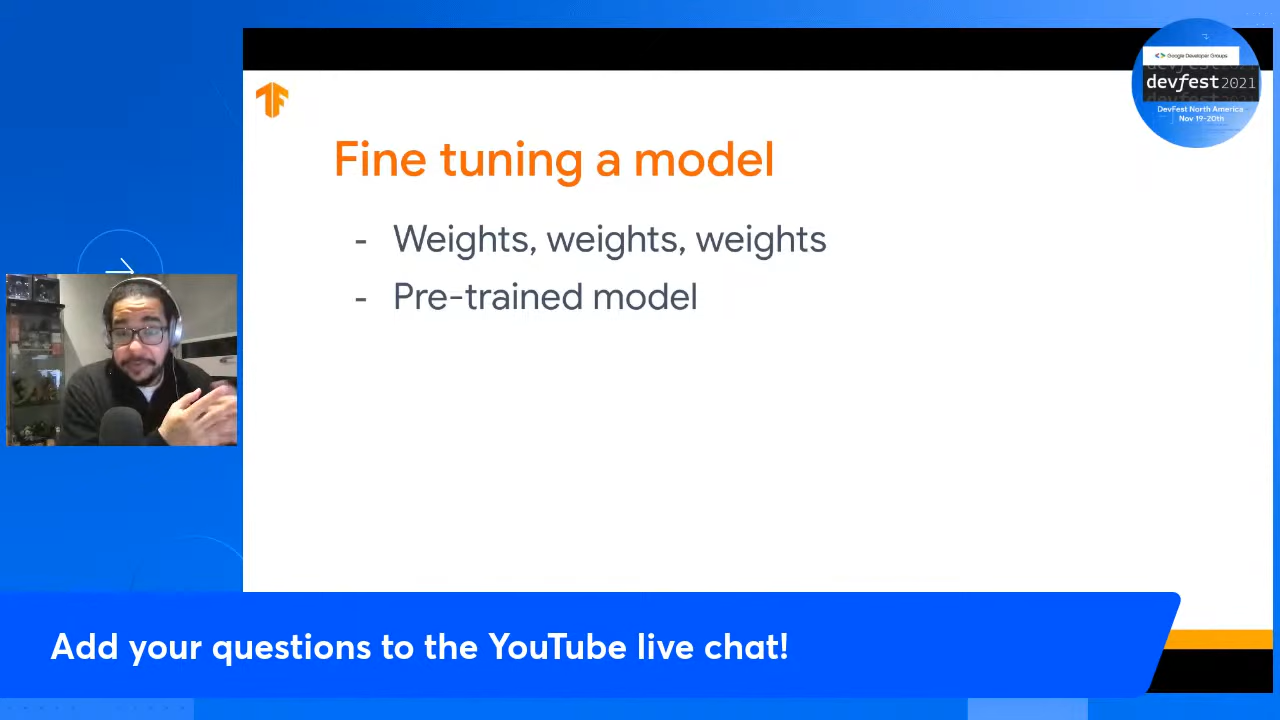 Google Developer Groups
devfest 2021
DevFest North America
Nov 19-20th
Fine tuning a model
- Weights, weights, weights
- Pre-trained model
Add your questions to the YouTube live chat!